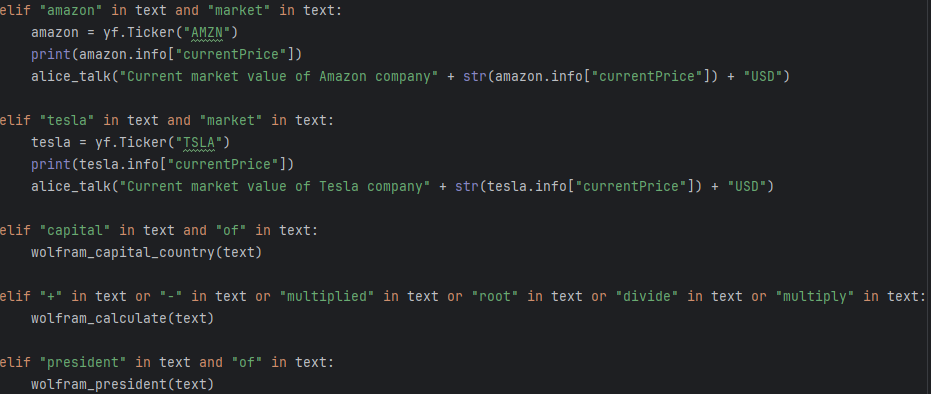 elif "amazon" in text and "market" in text:
    amazon = yf.Ticker("AMZN")
    print(amazon.info["currentPrice"])
    alice_talk("Current market value of Amazon company" + str(amazon.info["currentPrice"]) + "USD")

elif "tesla" in text and "market" in text:
    tesla = yf.Ticker("TSLA")
    print(tesla.info["currentPrice"])
    alice_talk("Current market value of Tesla company" + str(tesla.info["currentPrice"]) + "USD")

elif "capital" in text and "of" in text:
    wolfram_capital_country(text)

elif "+" in text or "-" in text or "multiplied" in text or "root" in text or "divide" in text or "multiply" in text:
    wolfram_calculate(text)

elif "president" in text and "of" in text:
    wolfram_president(text)